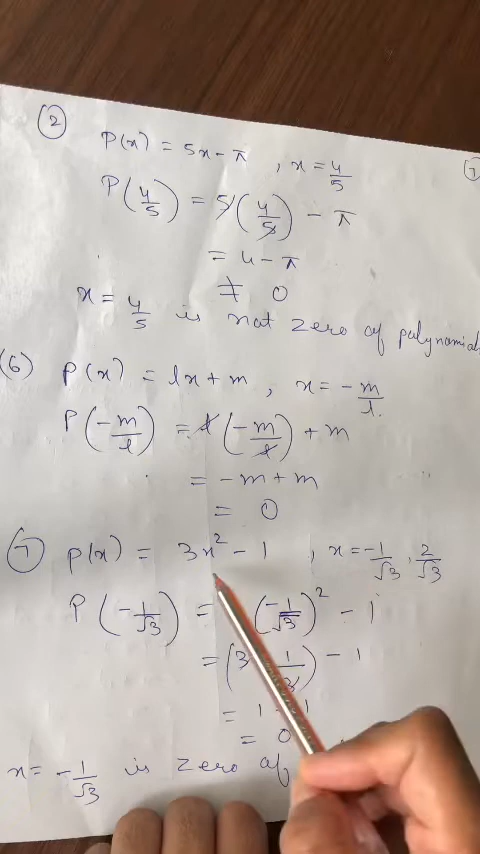 ② P(x) = 5x - π , x = 4/5
P(4/5) = 5(4/5) - π
= 4 - π
≠ 0
x = 4/5 is not zero of polynomial
(6) P(x) = lx + m , x = -m/l
P(-m/l) = l(-m/l) + m
= -m + m
= 0
⑦ P(x) = 3x² - 1 , x = -1/√3 , 2/√3
P(-1/√3) = (-1/√3)² - 1
= (3 1/3) - 1
= 1 - 1
= 0
x = -1/√3 is zero of